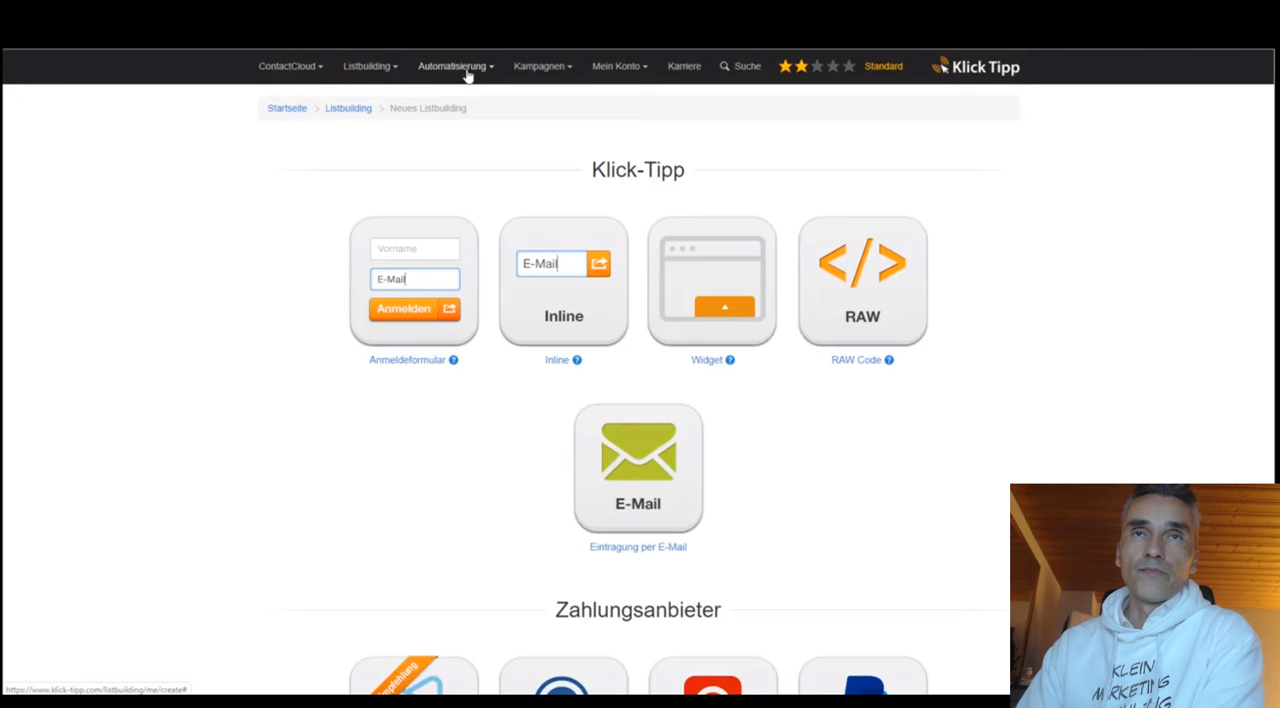 ContactCloud Listbuilding Automatisierung Kampagnen Mein Konto Karriere Suche Standard Klick Tipp
Startseite > Listbuilding > Neues Listbuilding
Klick-Tipp
Vorname
E-Mail
Anmelden
E-Mail
Inline
RAW
Anmeldeformular ?
Inline ?
Widget ?
RAW Code ?
E-Mail
Eintragung per E-Mail
Zahlungsanbieter
https://www.klick-tipp.com/listbuilding/me/create#
KLEIN
MARKETING